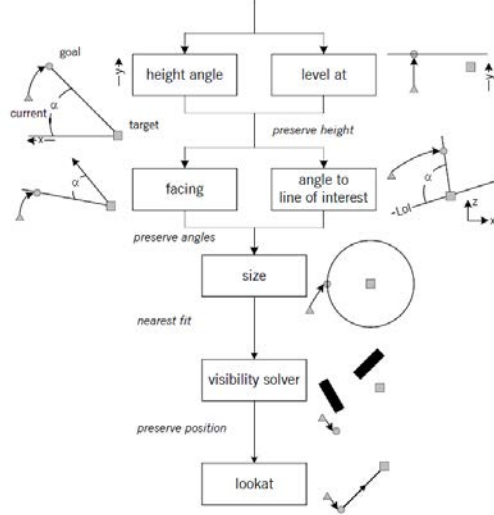 goal
height angle
level at
y
y
α
current
target
x
preserve height
facing
angle to
line of interest
α
α
LoI
z
x
preserve angles
size
nearest fit
visibility solver
preserve position
lookat